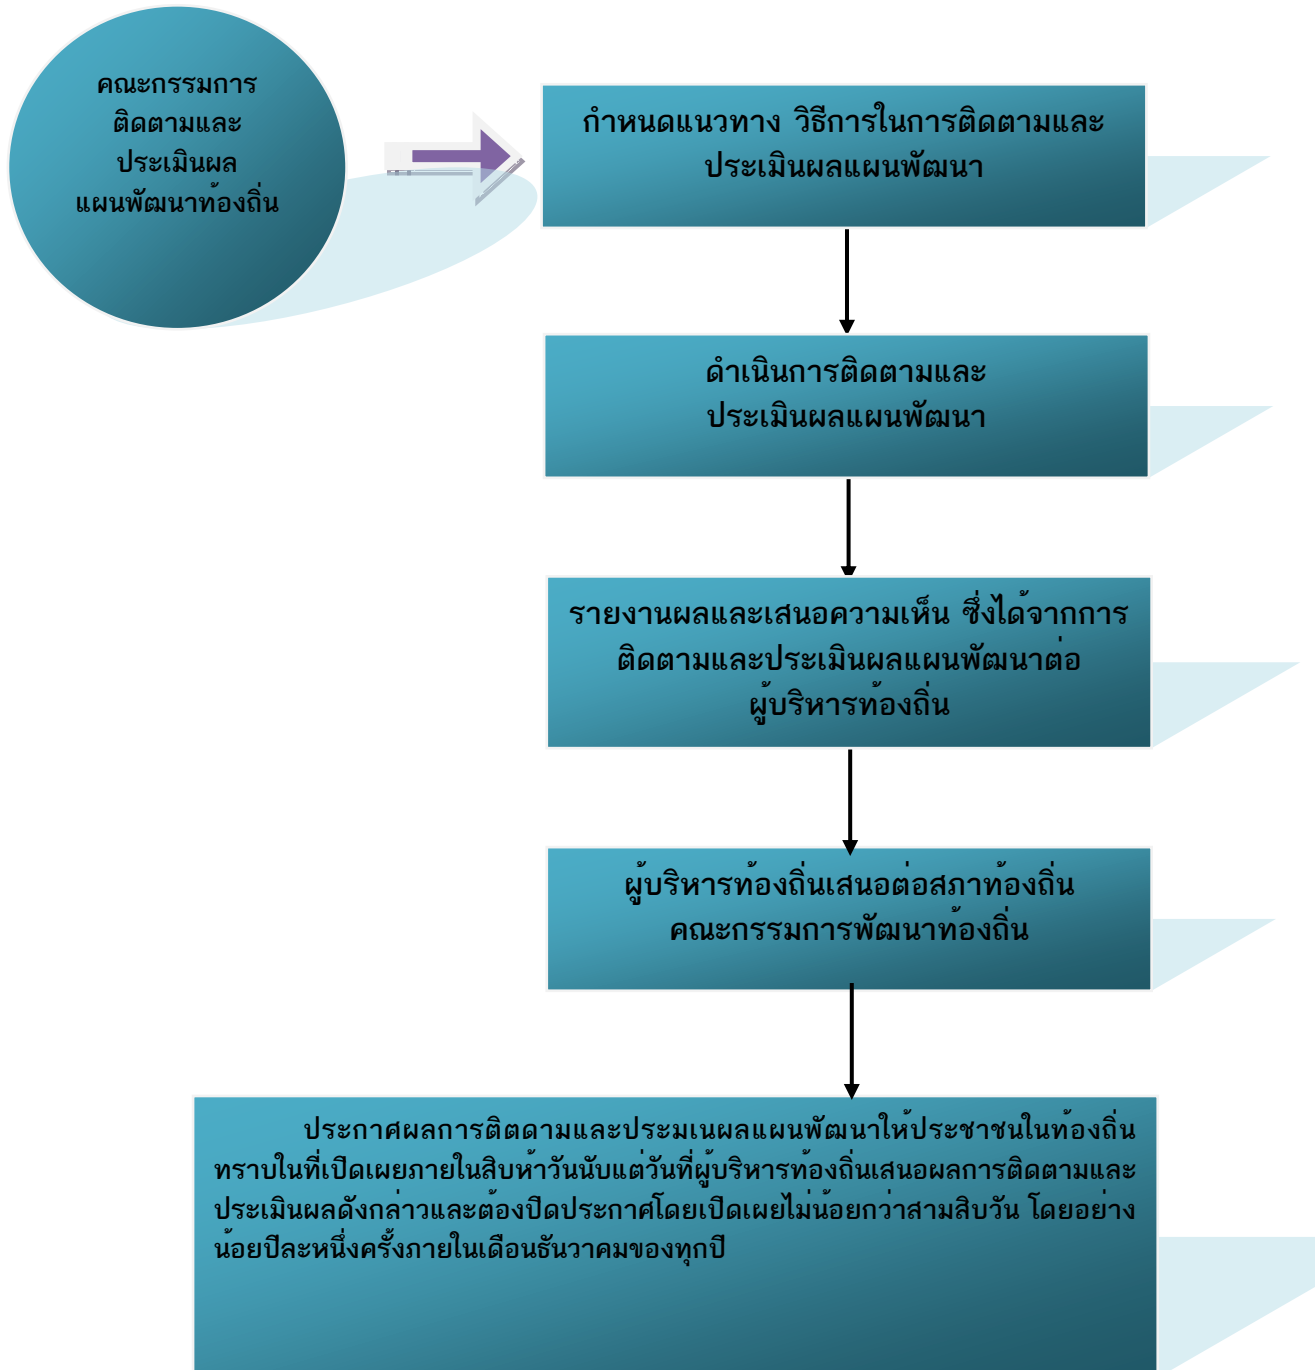 คณะกรรมการ
ติดตามและ
ประเมินผล
แผนพัฒนาท้องถิ่น
กำหนดแนวทาง วิธีการในการติดตามและ
ประเมินผลแผนพัฒนา
ดำเนินการติดตามและ
ประเมินผลแผนพัฒนา
รายงานผลและเสนอความเห็น ซึ่งได้จากการ
ติดตามและประเมินผลแผนพัฒนาต่อ
ผู้บริหารท้องถิ่น
ผู้บริหารท้องถิ่นเสนอต่อสภาท้องถิ่น
คณะกรรมการพัฒนาท้องถิ่น
ประกาศผลการติตดามและประมเนผลแผนพัฒนาให้ประชาชนในท้องถิ่น
ทราบในที่เปิดเผยภายในสิบห้าวันนับแต่วันที่ผู้บริหารท้องถิ่นเสนอผลการติดตามและ
ประเมินผลดังกล่าวและต้องปิดประกาศโดยเปิดเผยไม่น้อยกว่าสามสิบวัน โดยอย่าง
น้อยปีละหนึ่งครั้งภายในเดือนธันวาคมของทุกปี